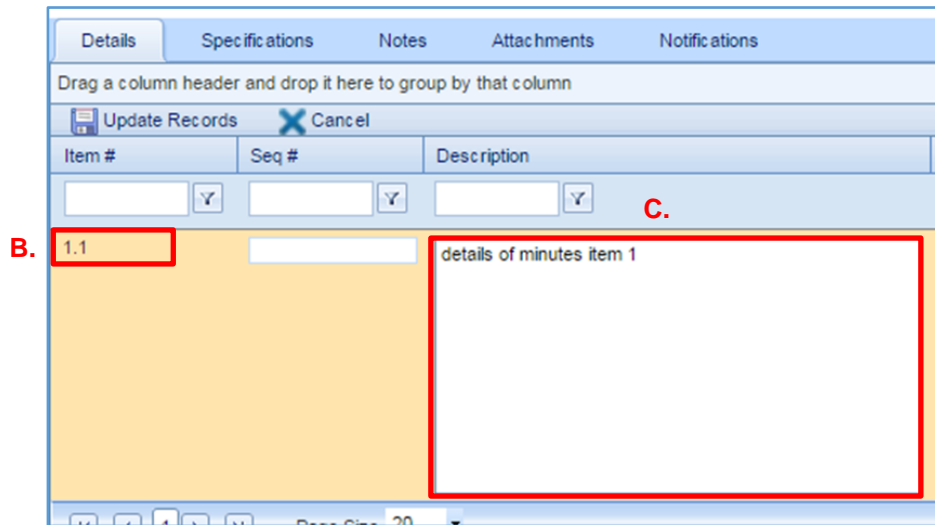 Details Specifications Notes Attachments Notifications
Drag a column header and drop it here to group by that column
Update Records Cancel
Item # Seq # Description
C.
B. 1.1 details of minutes item 1
1 Page Size 20